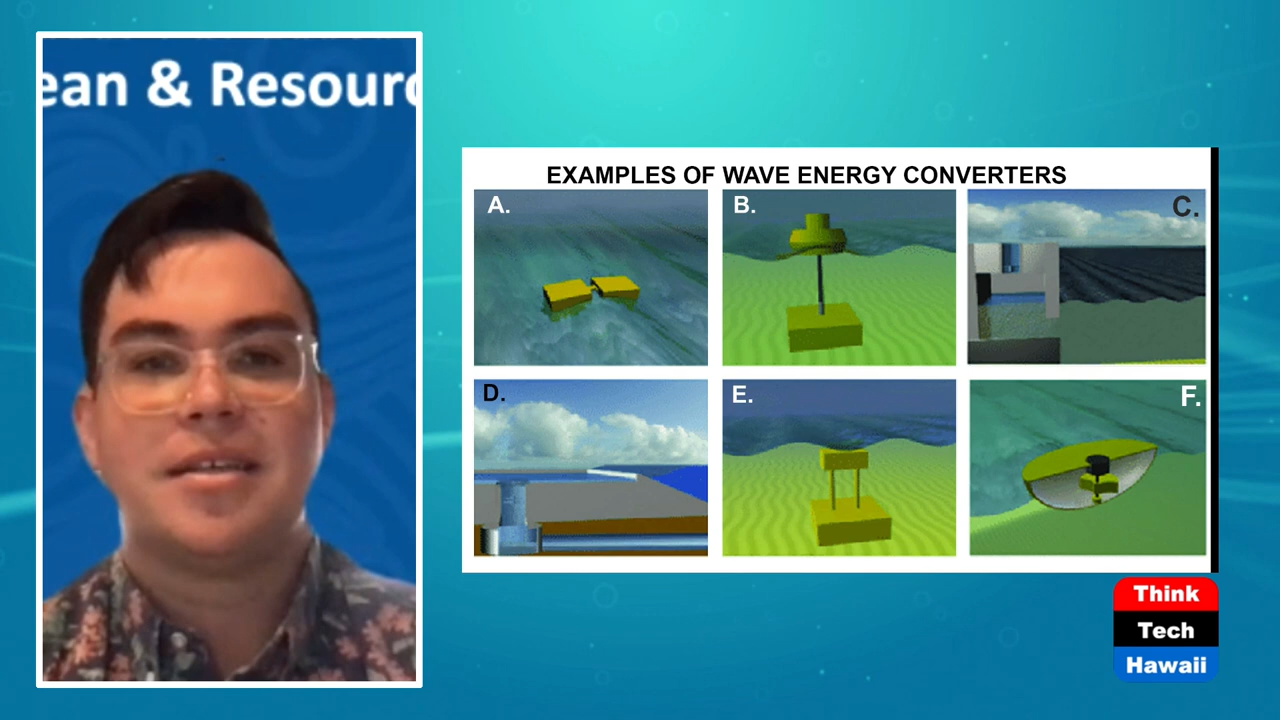 ean & Resourc
EXAMPLES OF WAVE ENERGY CONVERTERS
A.
B.
C.
D.
E.
F.
Think
Tech
Hawaii